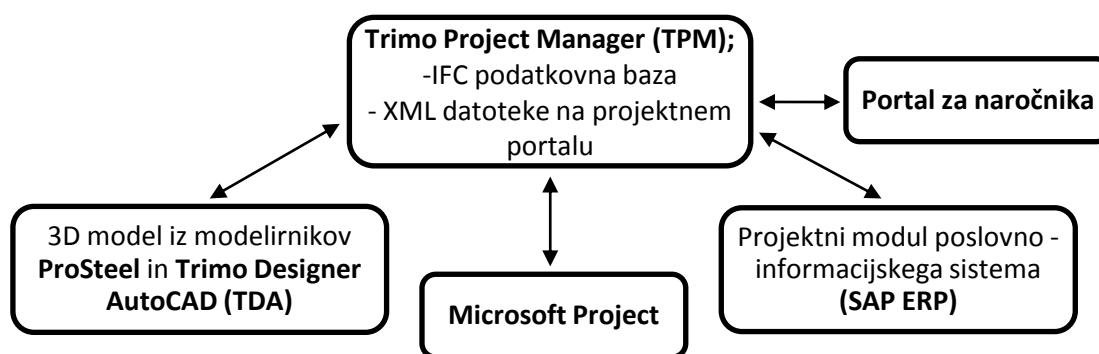 Trimo Project Manager (TPM);
-IFC podatkovna baza
- XML datoteke na projektnem
portalu
Portal za naročnika
3D model iz modelirnikov
ProSteel in Trimo Designer
AutoCAD (TDA)
Microsoft Project
Projektni modul poslovno -
informacijskega sistema
(SAP ERP)